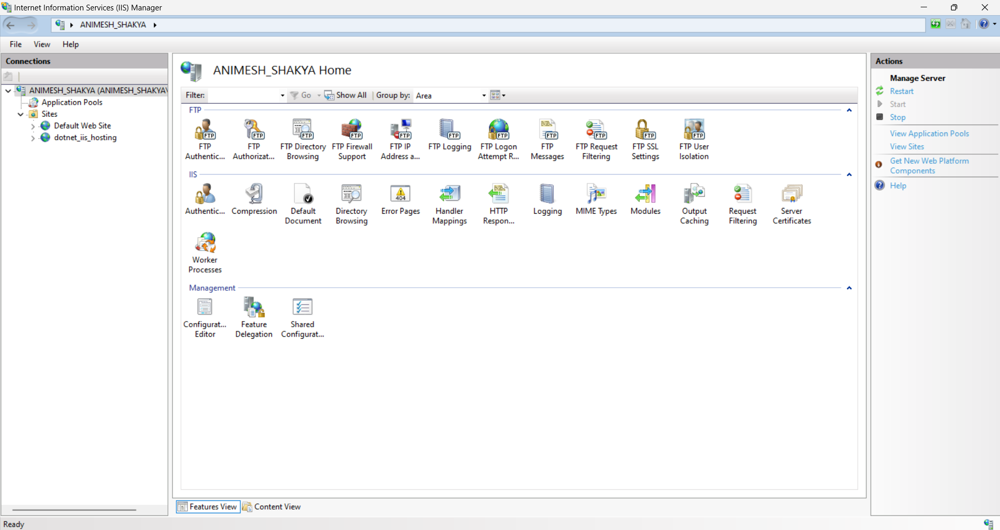 Internet Information Services (IIS) Manager
ANIMESH_SHAKYA
File View Help
Connections
ANIMESH_SHAKYA (ANIMESH_SHAKYA\
Application Pools
Sites
Default Web Site
dotnet_iis_hosting
ANIMESH_SHAKYA Home
Filter: Go Show All Group by: Area
FTP
FTP Authentic...
FTP Authorizat...
FTP Directory Browsing
FTP Firewall Support
FTP IP Address a...
FTP Logging
FTP Logon Attempt R...
FTP Messages
FTP Request Filtering
FTP SSL Settings
FTP User Isolation
IIS
Authentic...
Compression
Default Document
Directory Browsing
404
Error Pages
Handler Mappings
HTTP Respon...
Logging
MIME Types
Modules
Output Caching
Request Filtering
Server Certificates
Worker Processes
Management
Configurat... Editor
Feature Delegation
Shared Configurat...
Features View Content View
Actions
Manage Server
Restart
Start
Stop
View Application Pools
View Sites
Get New Web Platform
Components
Help
Ready